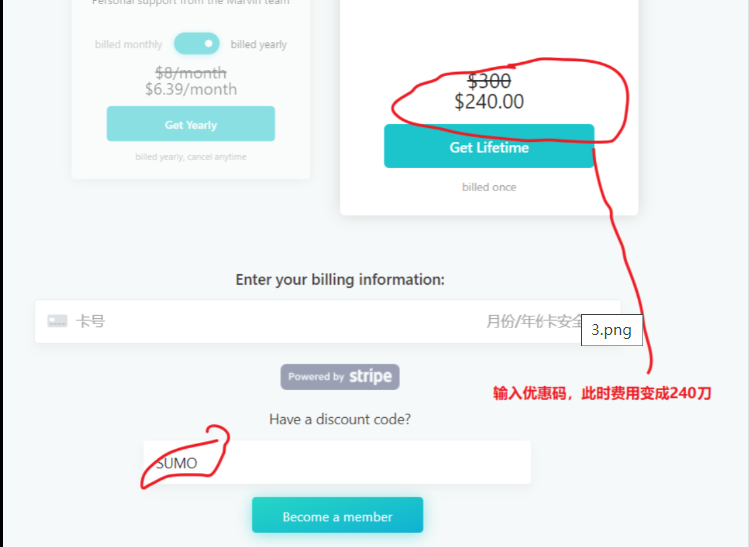 Personal support from the Marvin team
billed monthly billed yearly
$8/month
$6.39/month
Get Yearly
billed yearly, cancel anytime
$300
$240.00
Get Lifetime
billed once
Enter your billing information:
卡号 月份/年份 卡安全
3.png
Powered by stripe
输入优惠码，此时费用变成240刀
Have a discount code?
SUMO
Become a member